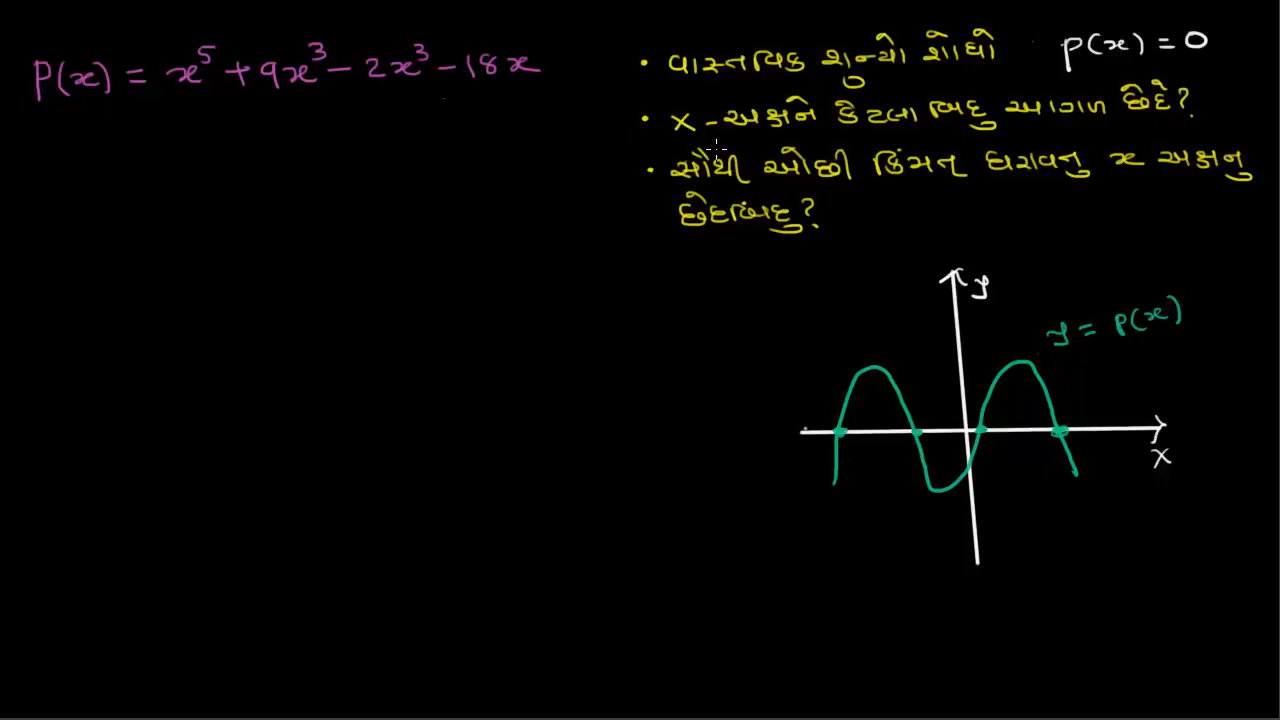 P(x) = x⁵ + 9x³ - 2x³ - 18x
• વાસ્તવિક શુન્યો શોધો P(x) = 0
• x - અક્ષને કેટલા બિંદુ આગળ છેદે?
• સૌથી ઓછી કિંમત ધરાવતુ x અક્ષનુ
છેદબિંદુ?
y
y = P(x)
x